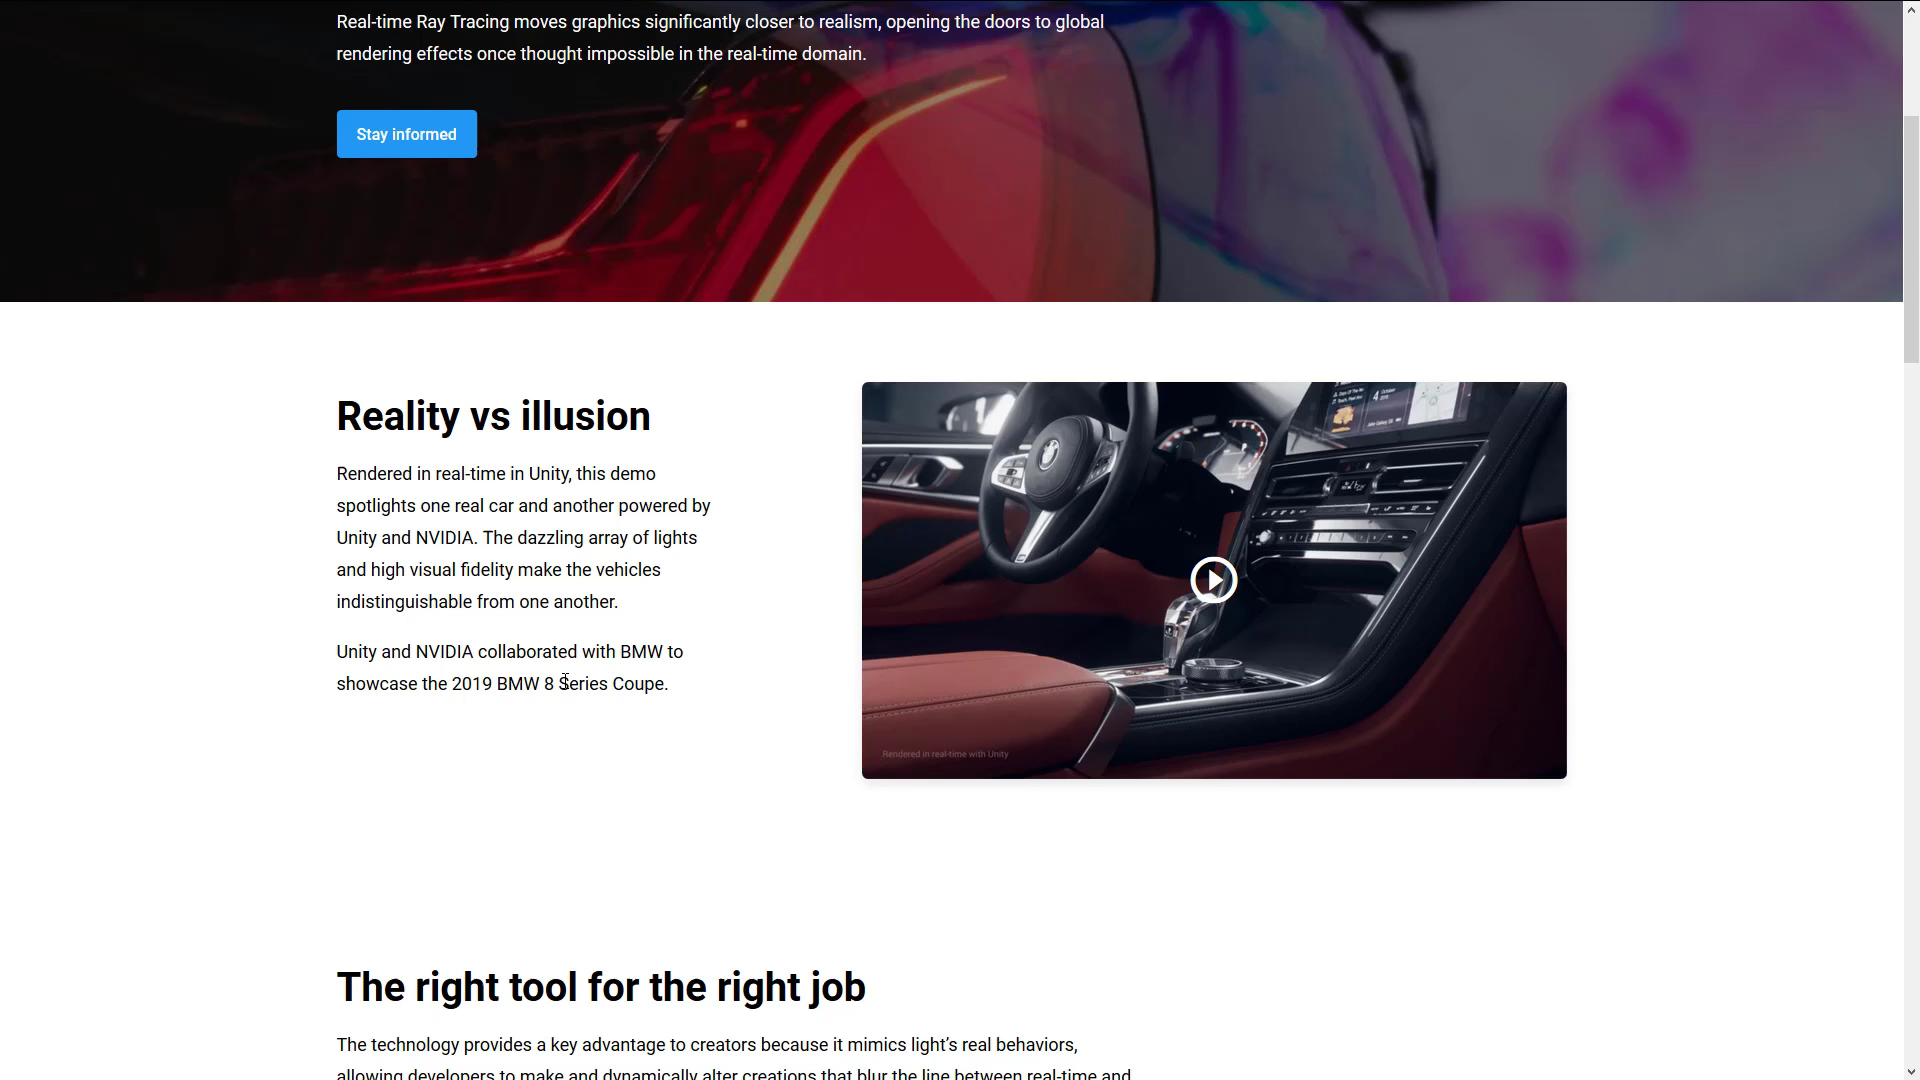 Real-time Ray Tracing moves graphics significantly closer to realism, opening the doors to global
rendering effects once thought impossible in the real-time domain.
Stay informed
Reality vs illusion
Rendered in real-time in Unity, this demo
spotlights one real car and another powered by
Unity and NVIDIA. The dazzling array of lights
and high visual fidelity make the vehicles
indistinguishable from one another.
Unity and NVIDIA collaborated with BMW to
showcase the 2019 BMW 8 Series Coupe.
Rendered in real-time with Unity
The right tool for the right job
The technology provides a key advantage to creators because it mimics light’s real behaviors,
allowing developers to make and dynamically alter creations that blur the line between real-time and